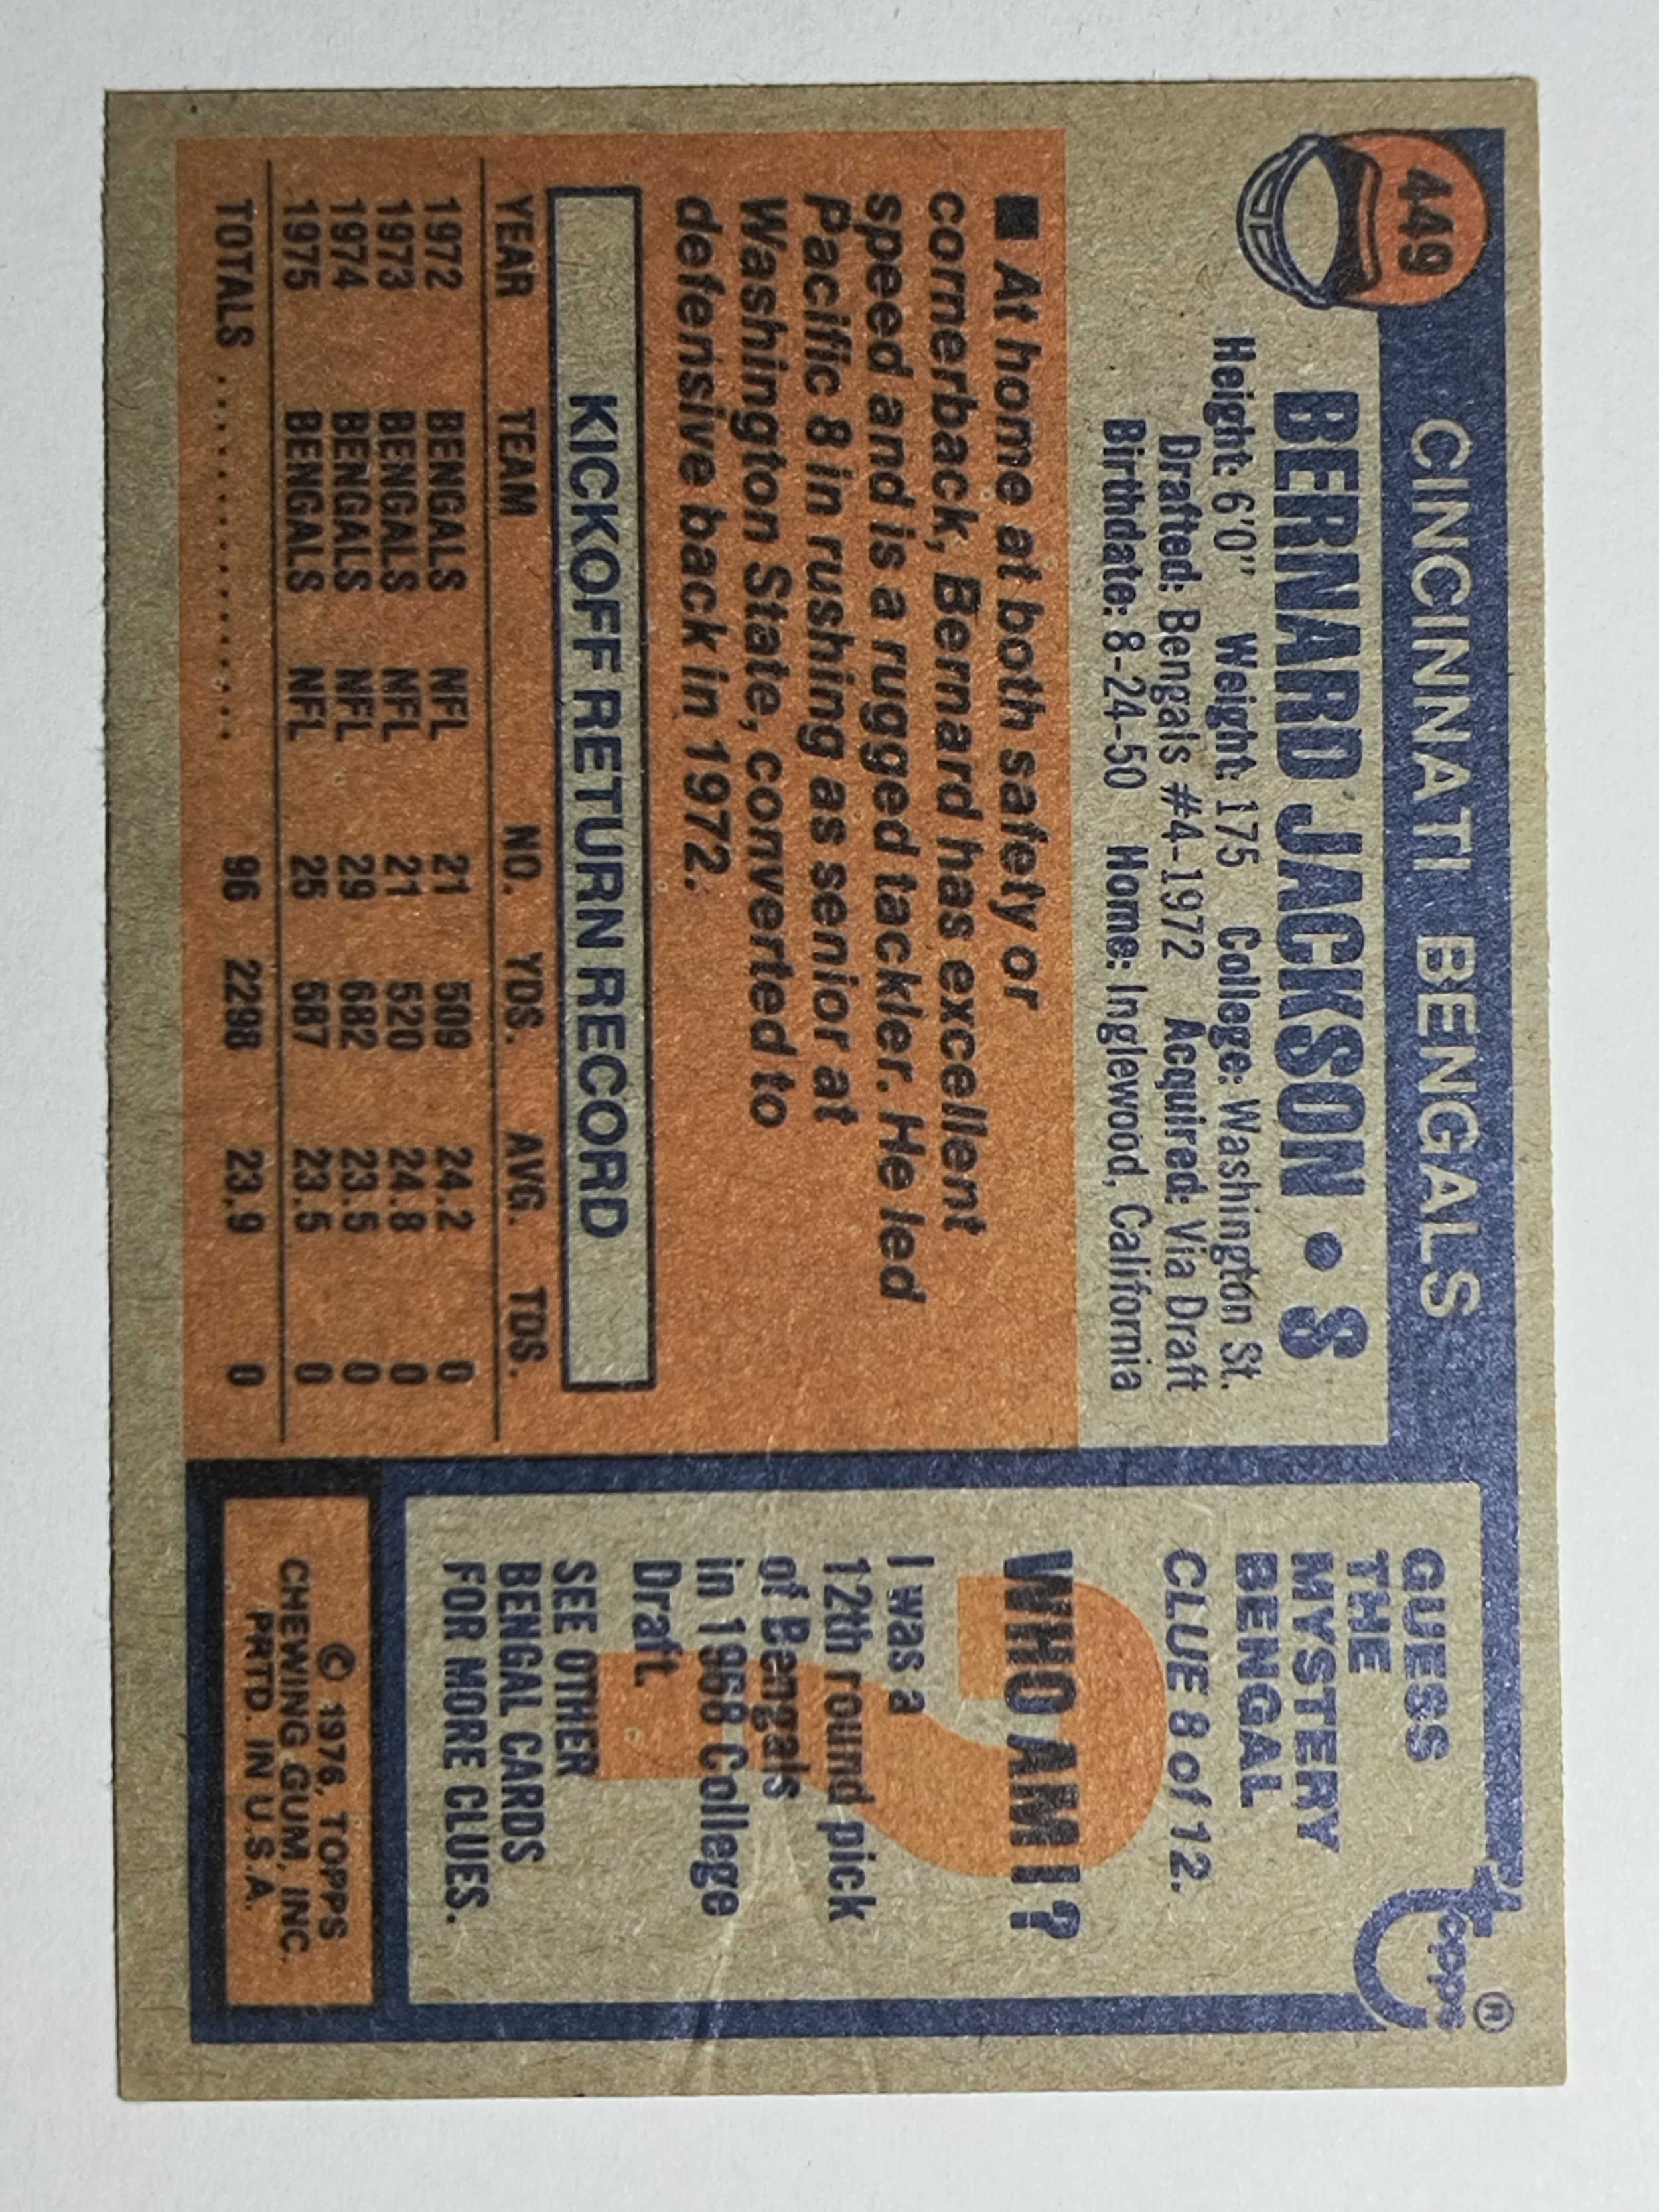 449
CINCINNATI BENGALS
BERNARD JACKSON • S
Height: 6'0" Weight: 175 College: Washington St.
Drafted: Bengals #4-1972 Acquired: Via Draft
Birthdate: 8-24-50 Home: Inglewood, California
■ At home at both safety or
cornerback, Bernard has excellent
speed and is a rugged tackler. He led
Pacific 8 in rushing as senior at
Washington State, converted to
defensive back in 1972.
KICKOFF RETURN RECORD
YEAR TEAM NO. YDS. AVG. TDS.
1972 BENGALS NFL 21 509 24.2 0
1973 BENGALS NFL 21 520 24.8 0
1974 BENGALS NFL 29 682 23.5 0
1975 BENGALS NFL 25 687 23.5 0
TOTALS .................. 96 2298 23.9 0
topps®
GUESS
THE
MYSTERY
BENGAL
CLUE 8 of 12.
WHO AM I?
I was a
12th round pick
of Bengals
in 1968 College
Draft.
SEE OTHER
BENGAL CARDS
FOR MORE CLUES.
© 1976, TOPPS
CHEWING GUM, INC.
PRTD. IN U.S.A.